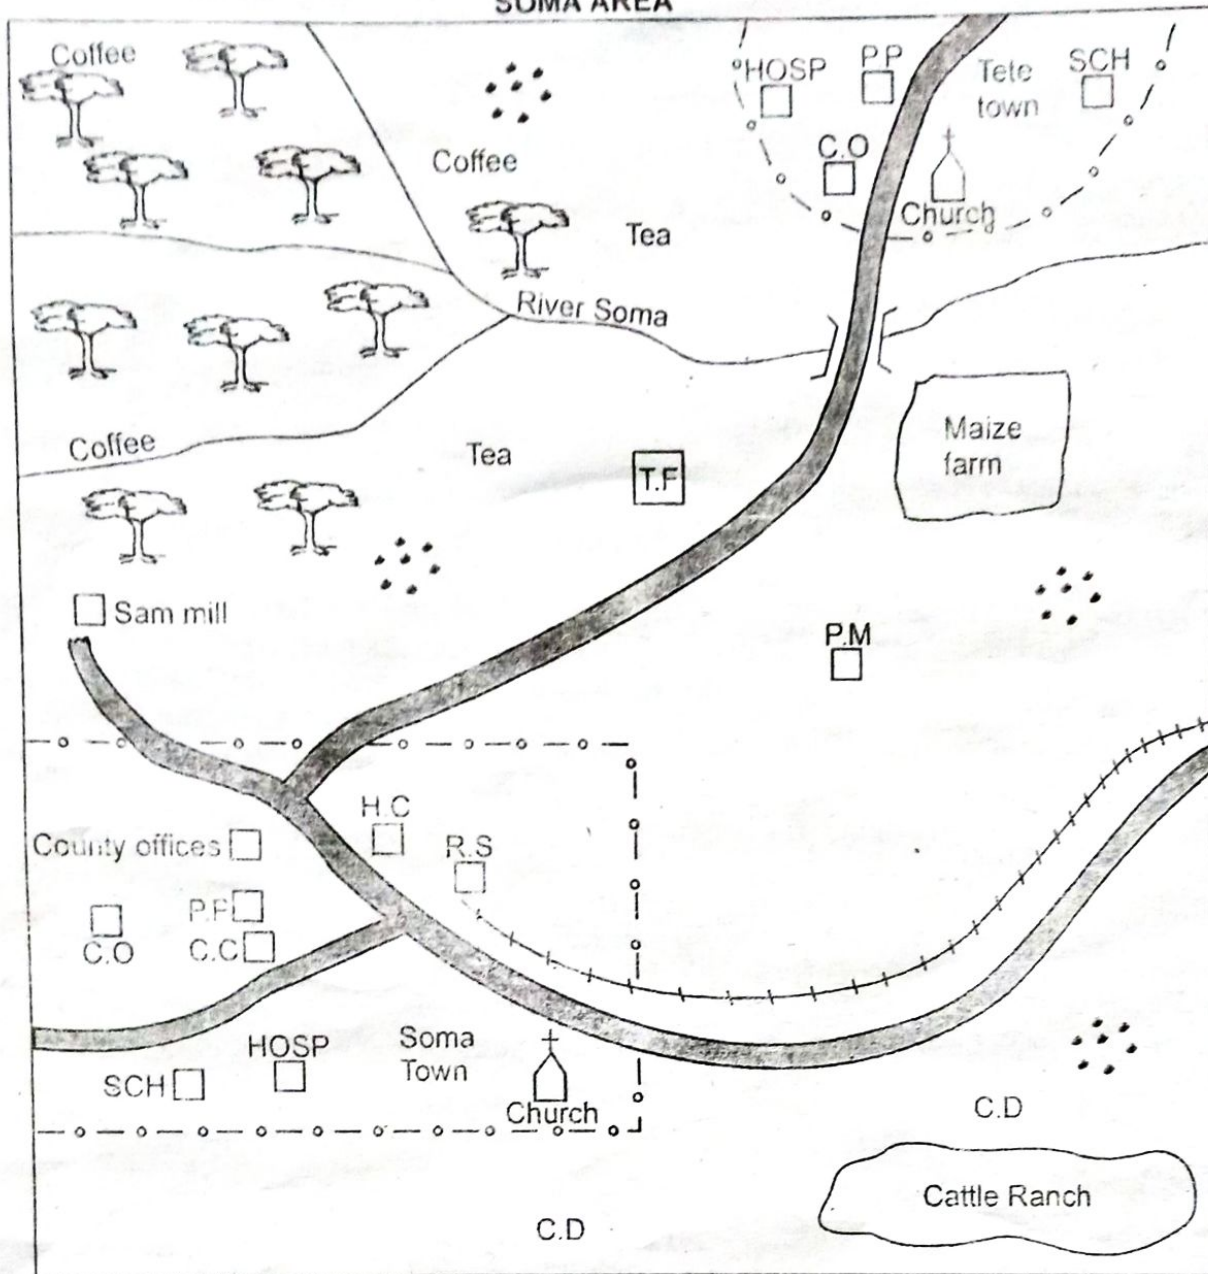 SOMA AREA
Coffee
HOSP
P.P
Tete
town
SCH
Coffee
C.O
Church
Tea
River Soma
Maize
farm
Coffee
Tea
T.F
Sam mill
P.M
H.C
County offices
R.S
P.F
C.O
C.C
Soma
Town
HOSP
SCH
Church
C.D
Cattle Ranch
C.D